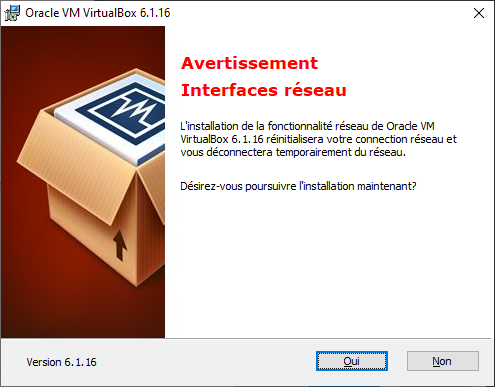 Oracle VM VirtualBox 6.1.16
Avertissement
Interfaces réseau
L'installation de la fonctionnalité réseau de Oracle VM
VirtualBox 6.1.16 réinitialisera votre connection réseau et
vous déconnectera temporairement du réseau.
Désirez-vous poursuivre l'installation maintenant?
Version 6.1.16
Oui
Non